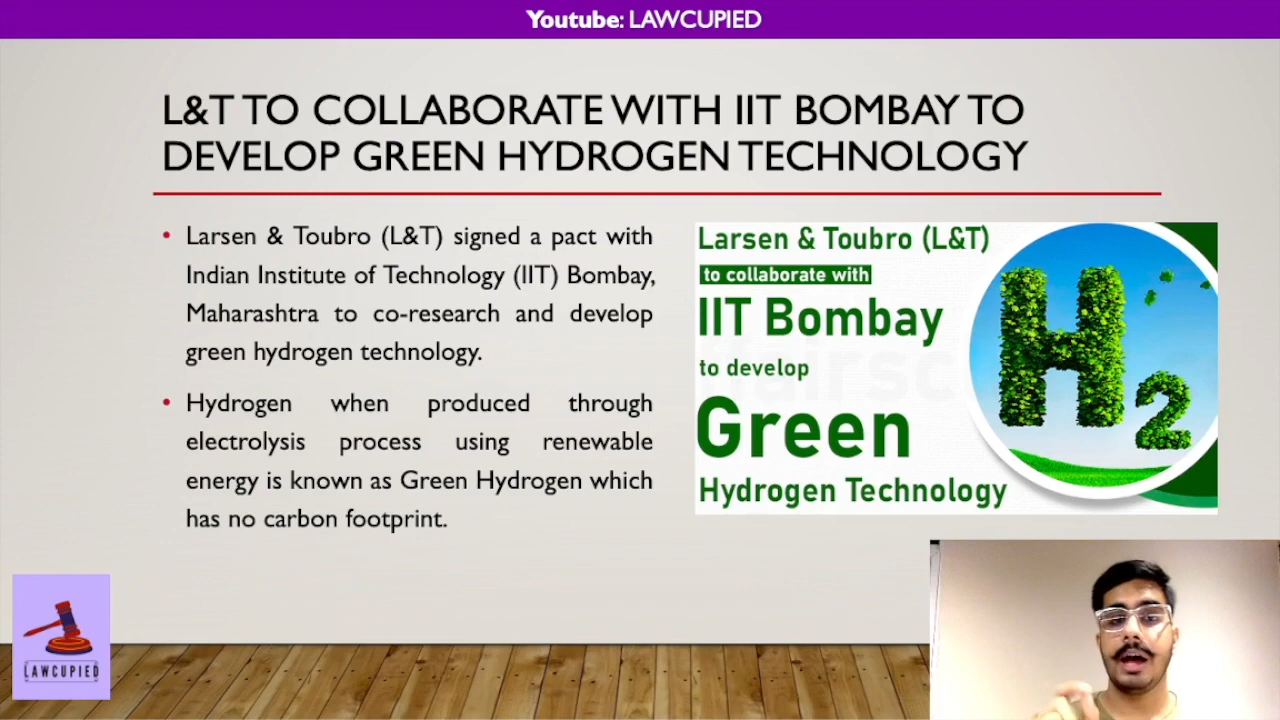 Youtube: LAWCUPIED
L&T TO COLLABORATE WITH IIT BOMBAY TO
DEVELOP GREEN HYDROGEN TECHNOLOGY
• Larsen & Toubro (L&T) signed a pact with
Indian Institute of Technology (IIT) Bombay,
Maharashtra to co-research and develop
green hydrogen technology.
• Hydrogen when produced through
electrolysis process using renewable
energy is known as Green Hydrogen which
has no carbon footprint.
Larsen & Toubro (L&T)
to collaborate with
IIT Bombay
to develop
Green
Hydrogen Technology
H2
LAWCUPIED